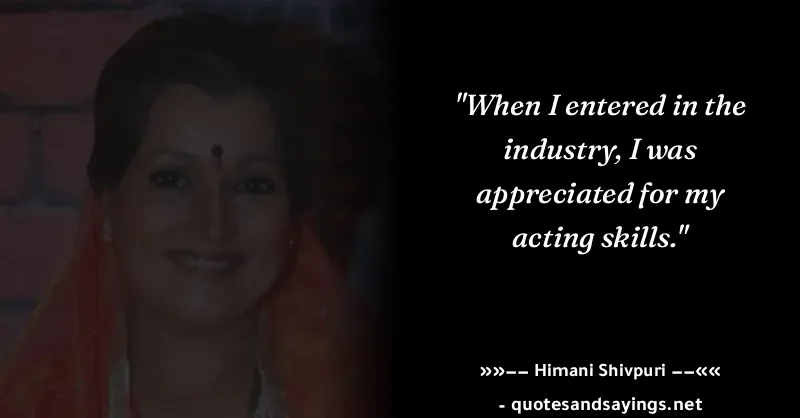 "When I entered in the
industry, I was
appreciated for my
acting skills."
»»−− Himani Shivpuri −−««
- quotesandsayings.net